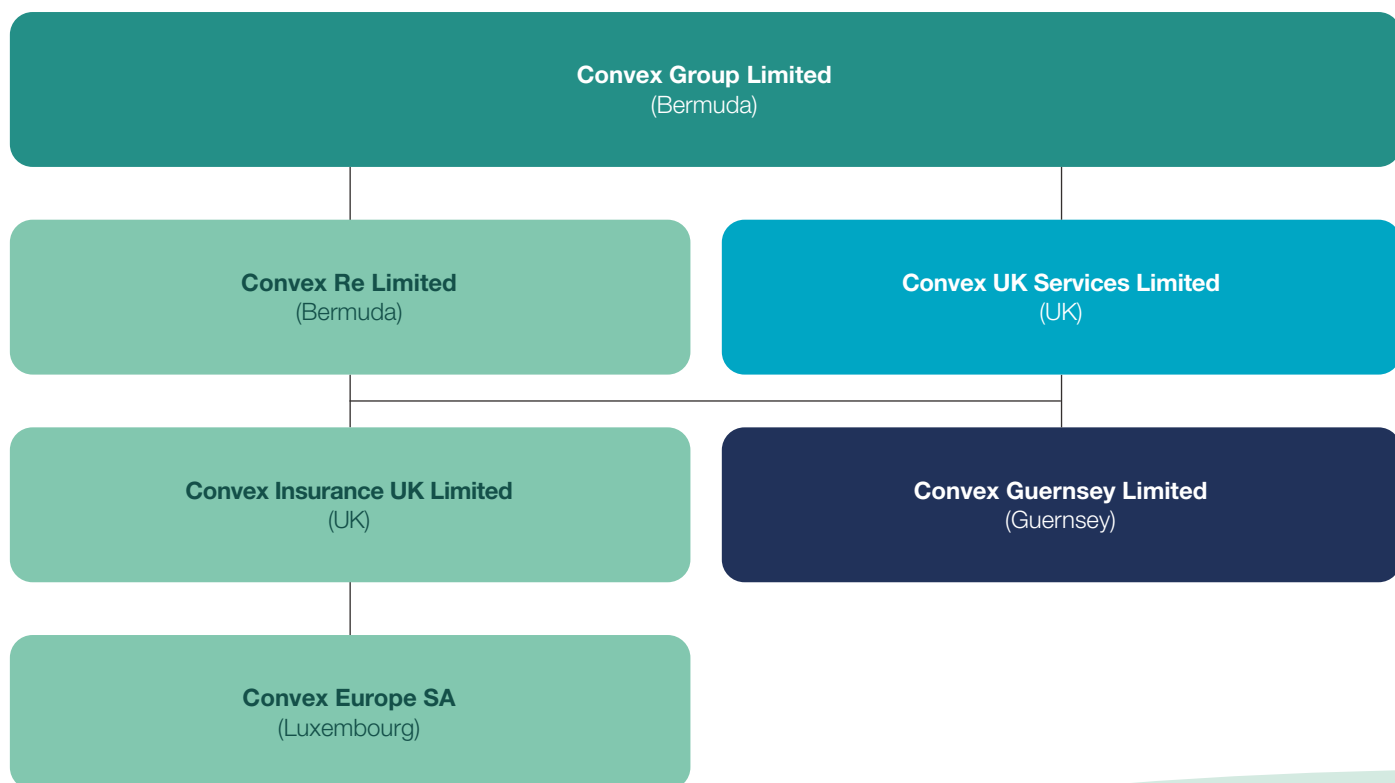 Convex Group Limited
(Bermuda)
Convex Re Limited
(Bermuda)
Convex UK Services Limited
(UK)
Convex Insurance UK Limited
(UK)
Convex Guernsey Limited
(Guernsey)
Convex Europe SA
(Luxembourg)